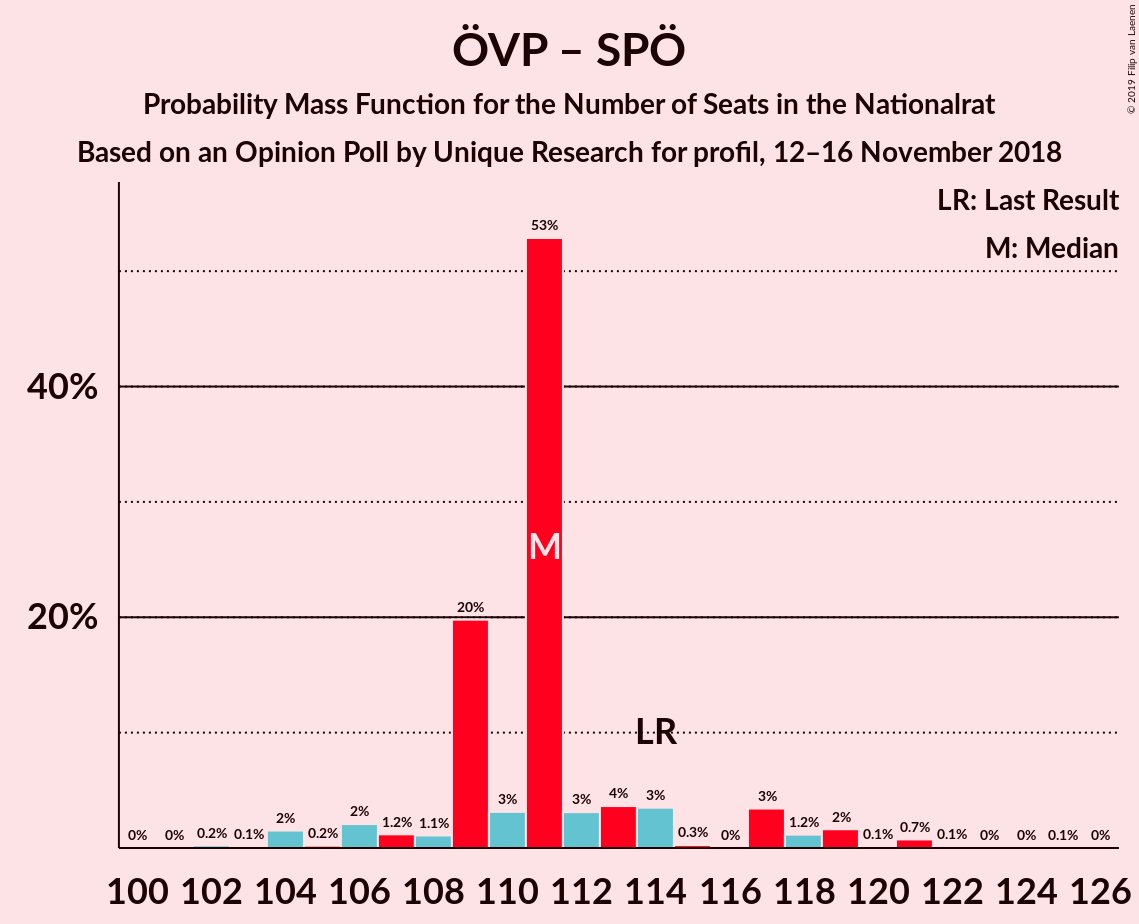 ÖVP – SPÖ
Probability Mass Function for the Number of Seats in the Nationalrat
Based on an Opinion Poll by Unique Research for profil, 12–16 November 2018
© 2019 Filip van Laenen
LR: Last Result
M: Median
40%
20%
0% 0% 0.2% 0.1% 2% 0.2% 2% 1.2% 1.1% 20% 3% 53% 3% 4% 3% 0.3% 0% 3% 1.2% 2% 0.1% 0.7% 0.1% 0% 0% 0.1% 0%
M
LR
100 102 104 106 108 110 112 114 116 118 120 122 124 126